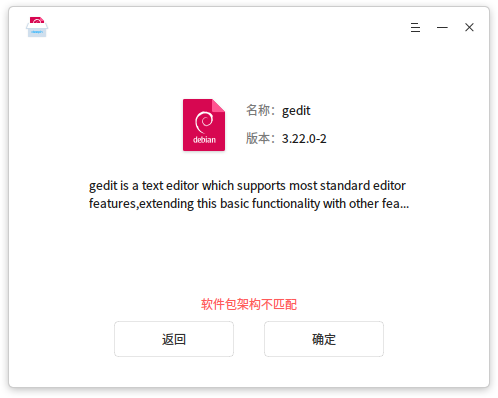 名称：gedit
debian
版本：3.22.0-2
gedit is a text editor which supports most standard editor
features,extending this basic functionality with other fea...
软件包架构不匹配
返回
确定